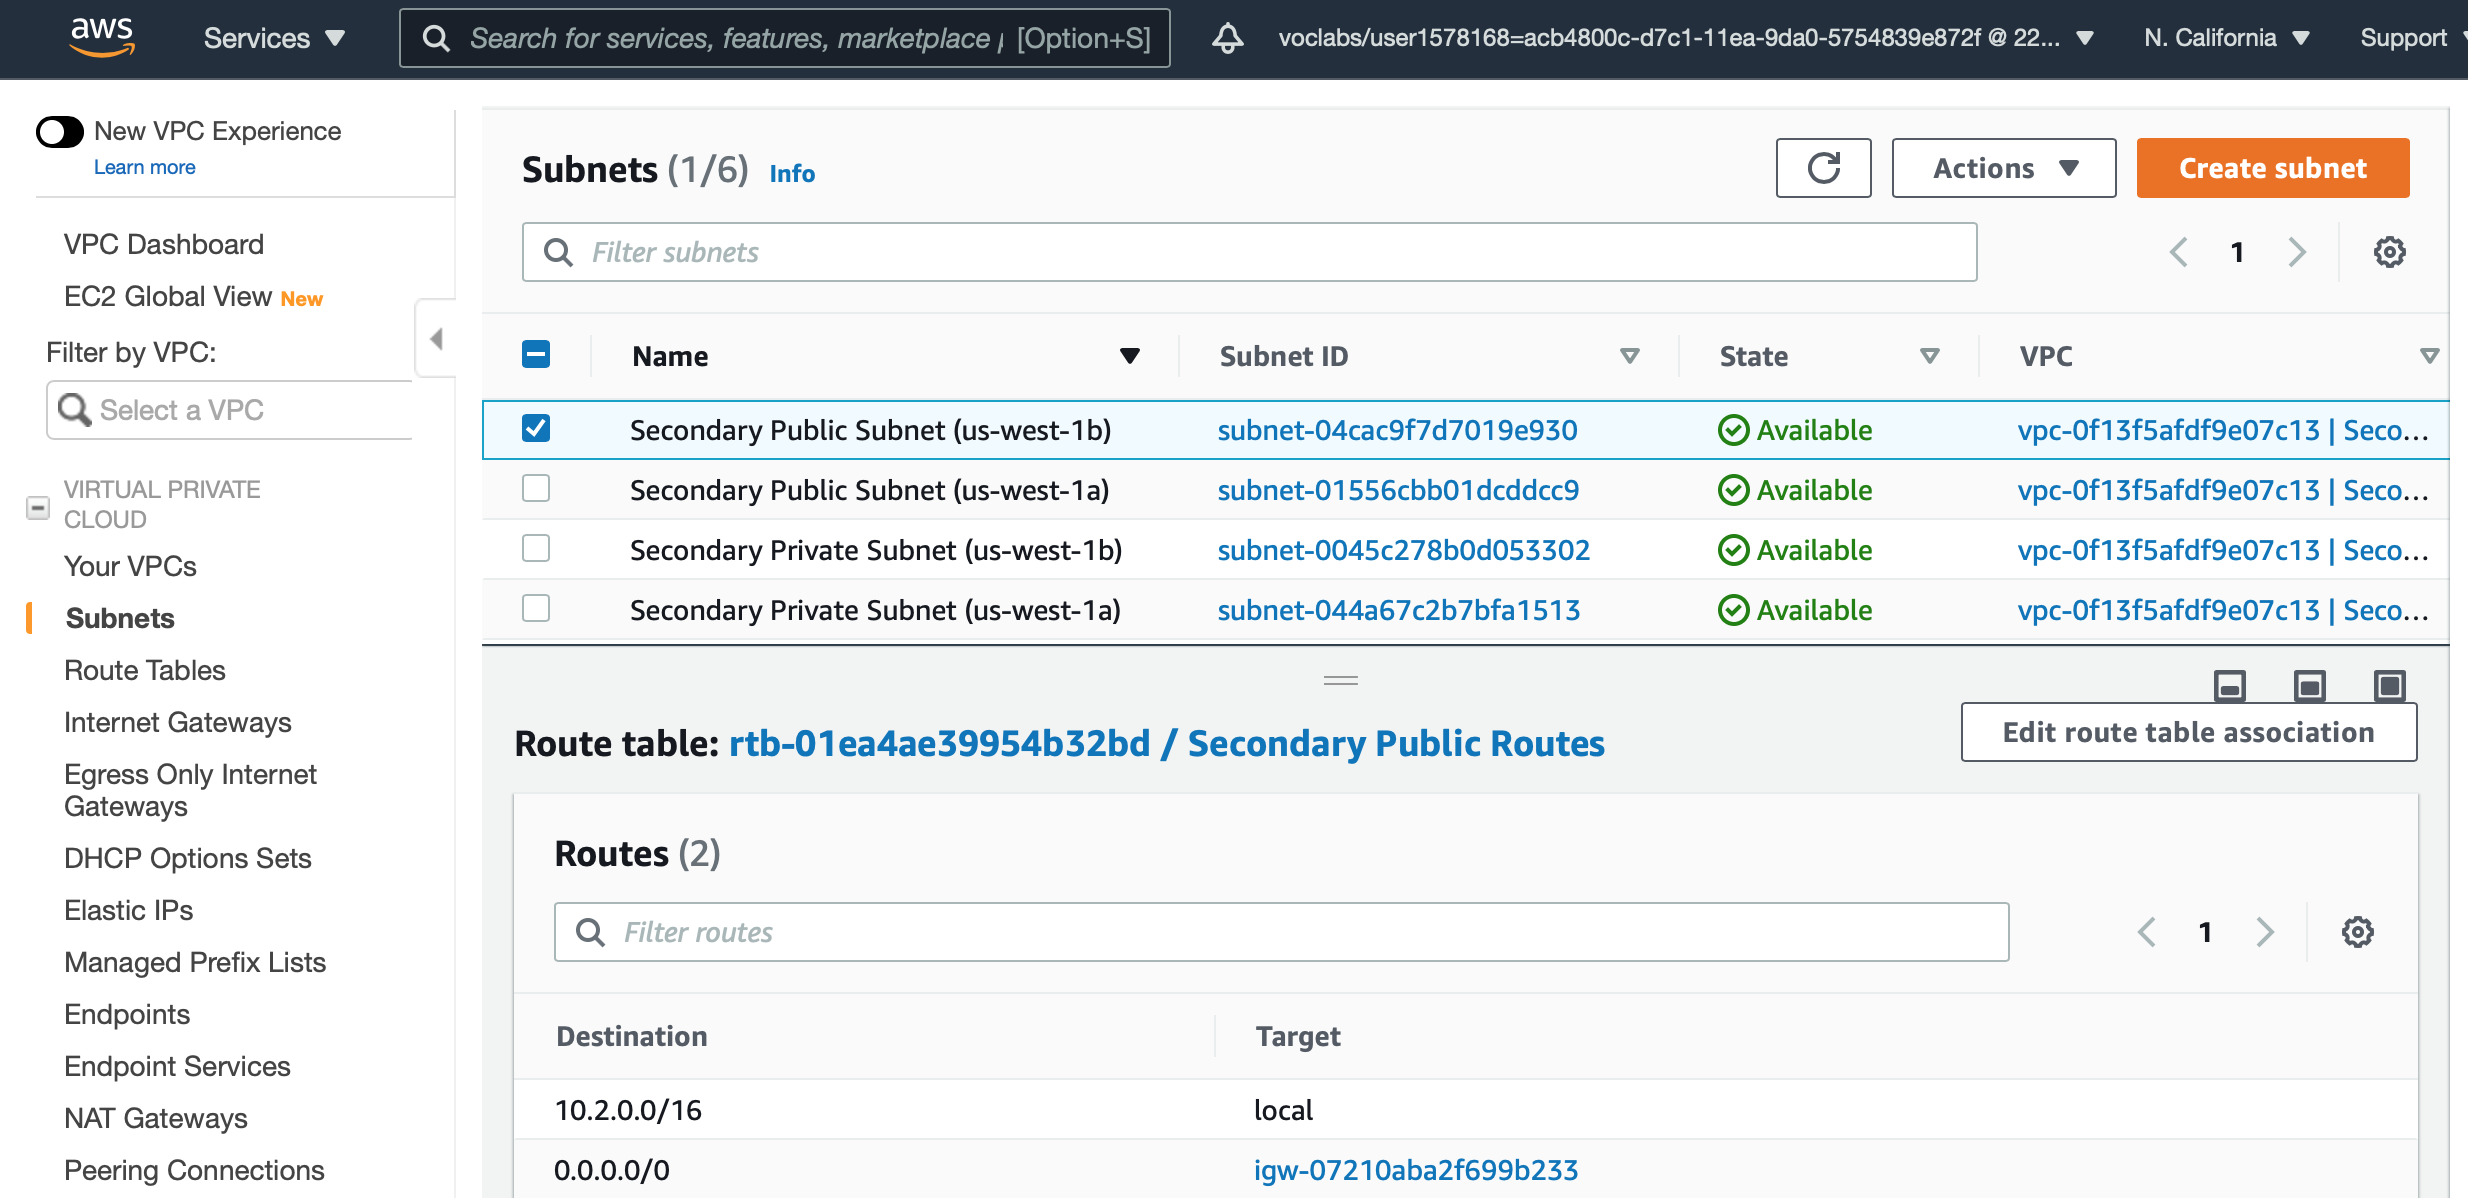 aws
Services
Search for services, features, marketplace [Option+S]
voclabs/user1578168=acb4800c-d7c1-11ea-9da0-5754839e872f @ 22...
N. California
Support
New VPC Experience
Learn more
VPC Dashboard
EC2 Global View New
Filter by VPC:
Select a VPC
VIRTUAL PRIVATE
CLOUD
Your VPCs
Subnets
Route Tables
Internet Gateways
Egress Only Internet
Gateways
DHCP Options Sets
Elastic IPs
Managed Prefix Lists
Endpoints
Endpoint Services
NAT Gateways
Peering Connections
Subnets (1/6) Info
Actions
Create subnet
Filter subnets
1
Name Subnet ID State VPC
Secondary Public Subnet (us-west-1b) subnet-04cac9f7d7019e930 Available vpc-0f13f5afdf9e07c13 | Seco...
Secondary Public Subnet (us-west-1a) subnet-01556cbb01dcddcc9 Available vpc-0f13f5afdf9e07c13 | Seco...
Secondary Private Subnet (us-west-1b) subnet-0045c278b0d053302 Available vpc-0f13f5afdf9e07c13 | Seco...
Secondary Private Subnet (us-west-1a) subnet-044a67c2b7bfa1513 Available vpc-0f13f5afdf9e07c13 | Seco...
Route table: rtb-01ea4ae39954b32bd / Secondary Public Routes
Edit route table association
Routes (2)
Filter routes
1
Destination Target
10.2.0.0/16 local
0.0.0.0/0 igw-07210aba2f699b233